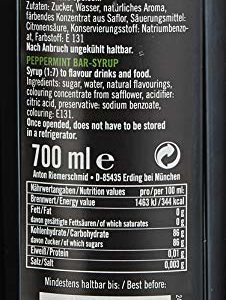 Zutaten: Zucker, Wasser, natürliches Aroma,
färbendes Konzentrat aus Saflor, Säuerungsmittel:
Citronensäure, Konservierungsstoff: Natriumbenzo-
at, Farbstoff: E 131
Nach Anbruch ungekühlt haltbar.
PEPPERMINT BAR-SYRUP
Syrup (1:7) to flavour drinks and food.
Ingredients: sugar, water, natural flavourings,
colouring concentrate from safflower, acidifier:
citric acid, preservative: sodium benzoate,
colouring: E131.
Once opened, does not have to be stored
in a refrigerator.
700 ml e
Anton Riemerschmid • D-85435 Erding bei München
Nährwertangaben/Nutrition values pro/per 100 ml:
Brennwert/Energy value 1463 kJ/344 kcal
Fett/Fat 0 g
davon gesättigte Fettsäuren/of which saturates 0 g
Kohlenhydrate/Carbohydrate 86 g
davon Zucker/of which sugars 86 g
Eiweiß/Protein 0,01 g
Salz/Salt 0,003 g
Mindestens haltbar bis / Best before: